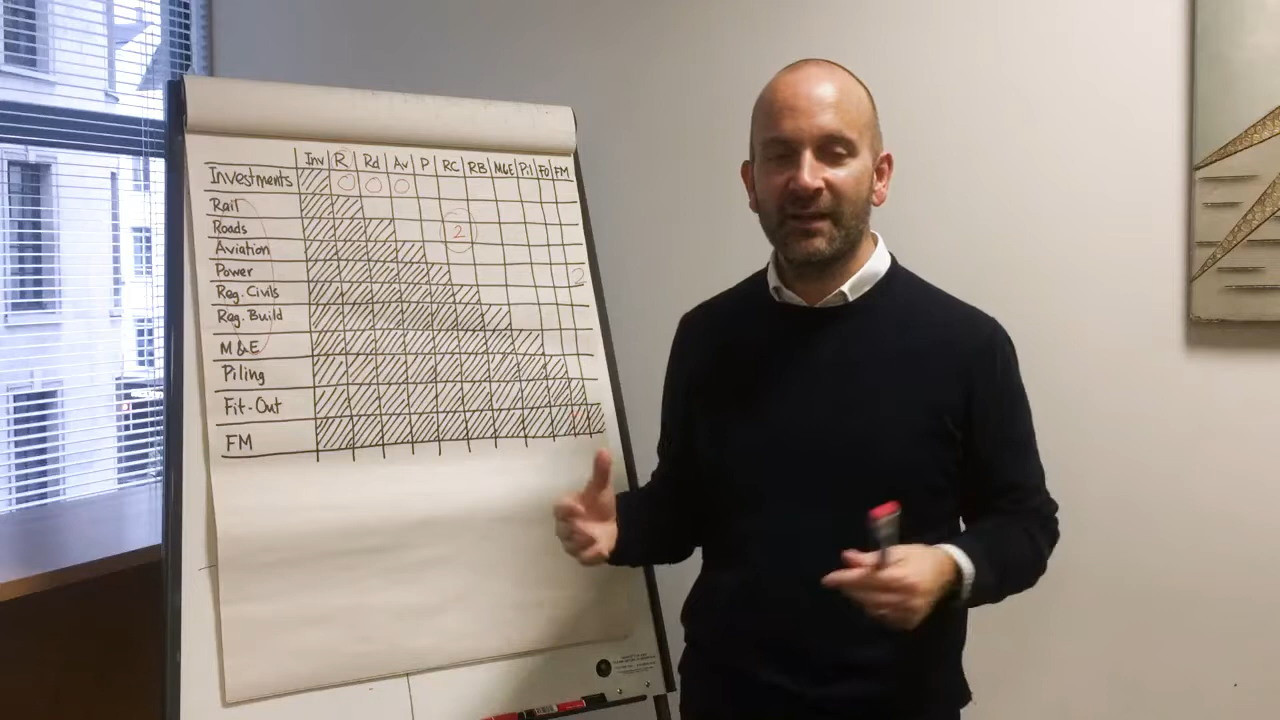 Inv R Rd Av P RC RB M&E Pil FO FM
Investments O O O
Rail
Roads 2
Aviation
Power 2
Reg. Civils
Reg. Build
M&E
Piling
Fit-Out
FM